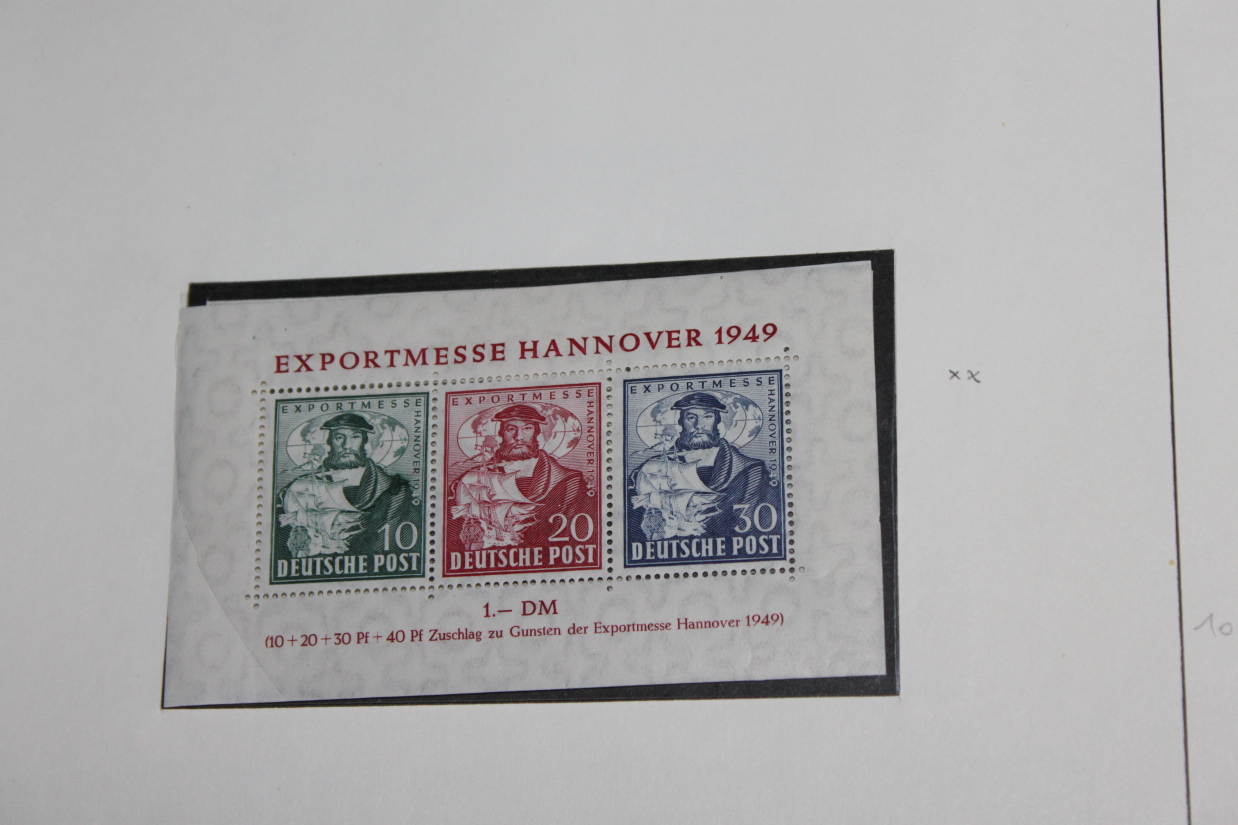 EXPORTMESSE HANNOVER 1949
EXPORTMESSE
HANNOVER 1949
10
DEUTSCHE POST
EXPORTMESSE
HANNOVER 1949
20
DEUTSCHE POST
EXPORTMESSE
HANNOVER 1949
30
DEUTSCHE POST
1.— DM
(10+20+30 Pf+40 Pf Zuschlag zu Gunsten der Exportmesse Hannover 1949)
xx
10